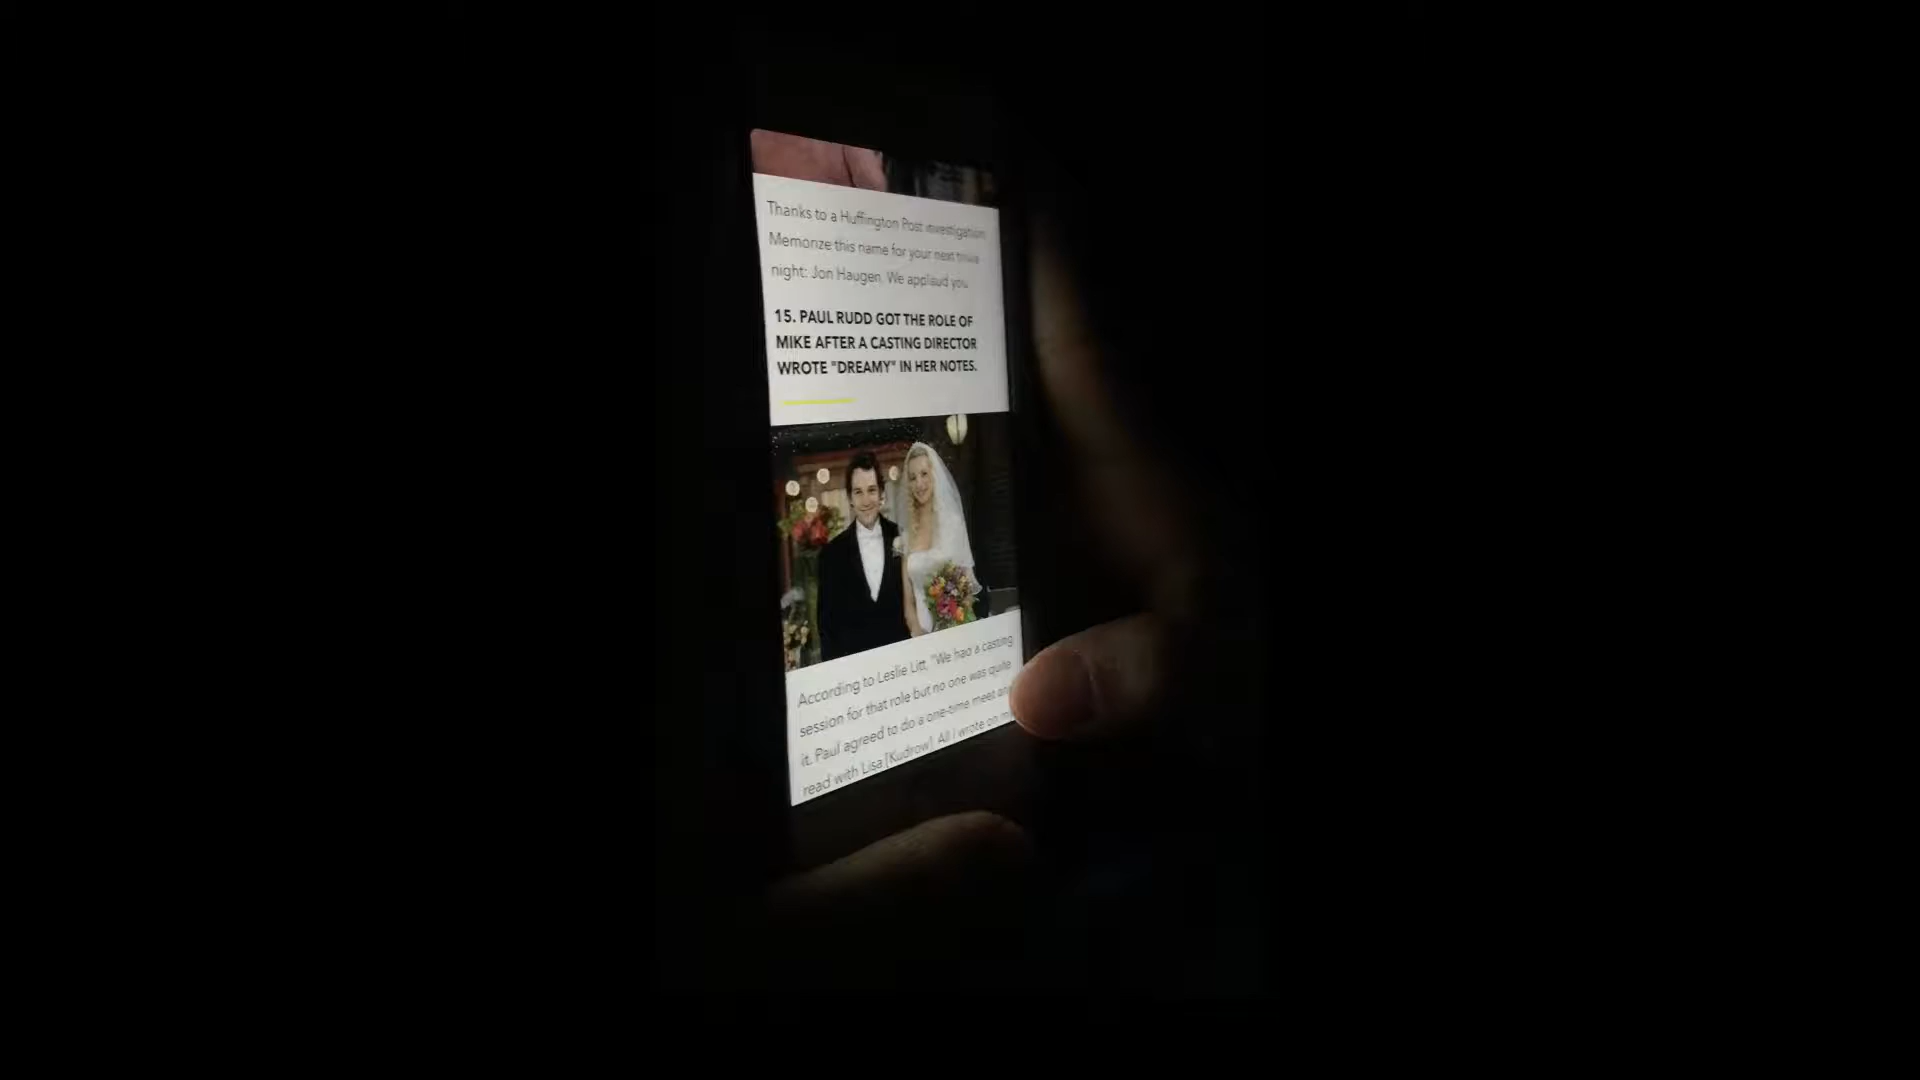 Thanks to a Huffington Post investigation
Memorize this name for your next trivia
night: Jon Haugen. We applaud you
15. PAUL RUDD GOT THE ROLE OF
MIKE AFTER A CASTING DIRECTOR
WROTE "DREAMY" IN HER NOTES.
According to Leslie Litt, "We had a casting
session for that role but no one was quite
it. Paul agreed to do a one-time meet
read with Lisa [Kudrow]. All I wrote on